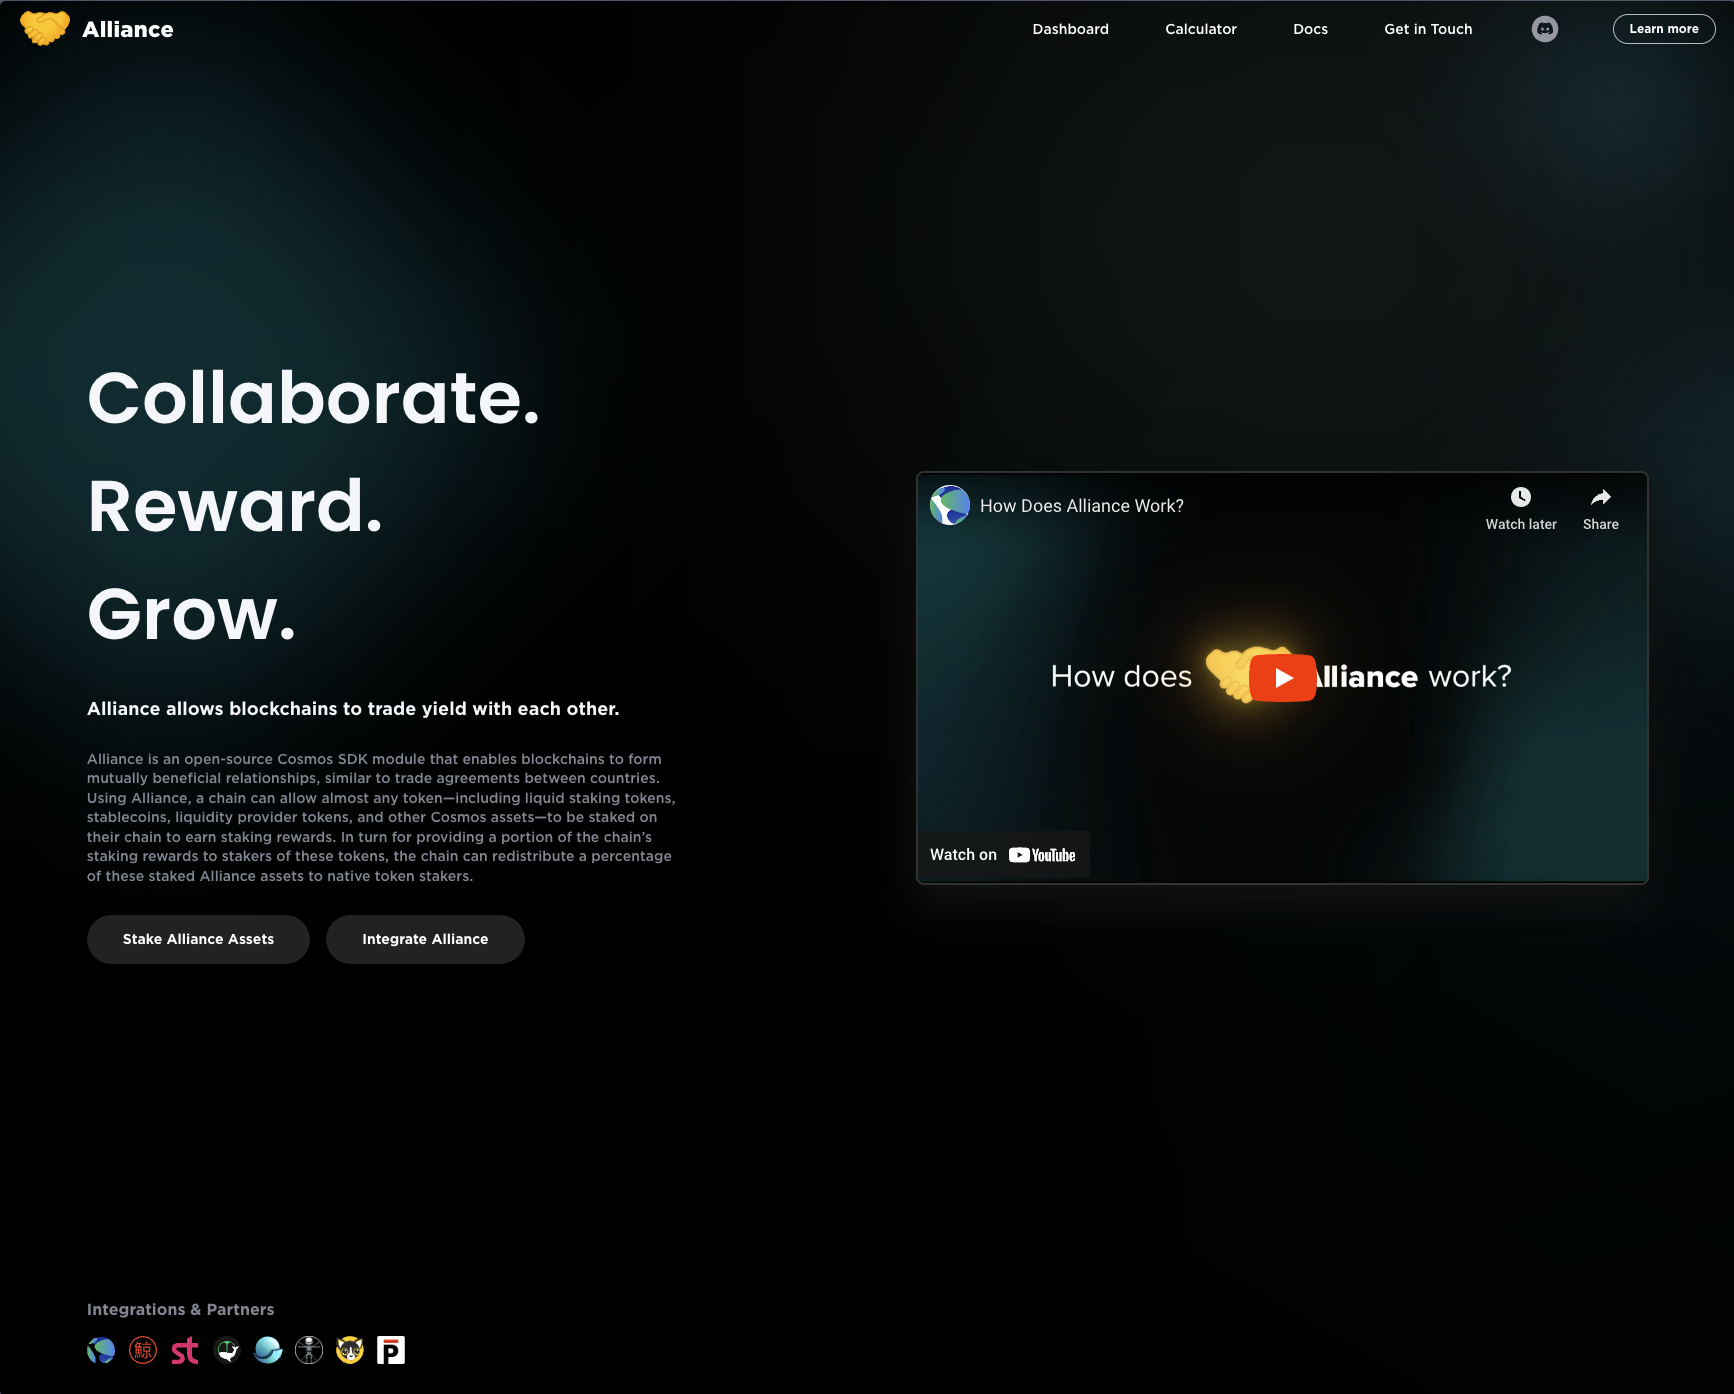 Alliance
Dashboard
Calculator
Docs
Get in Touch
Learn more
Collaborate.
Reward.
Grow.
Alliance allows blockchains to trade yield with each other.
Alliance is an open-source Cosmos SDK module that enables blockchains to form
mutually beneficial relationships, similar to trade agreements between countries.
Using Alliance, a chain can allow almost any token—including liquid staking tokens,
stablecoins, liquidity provider tokens, and other Cosmos assets—to be staked on
their chain to earn staking rewards. In turn for providing a portion of the chain's
staking rewards to stakers of these tokens, the chain can redistribute a percentage
of these staked Alliance assets to native token stakers.
Stake Alliance Assets
Integrate Alliance
How Does Alliance Work?
Watch later
Share
How does Alliance work?
Watch on YouTube
Integrations & Partners
鯨
st
P